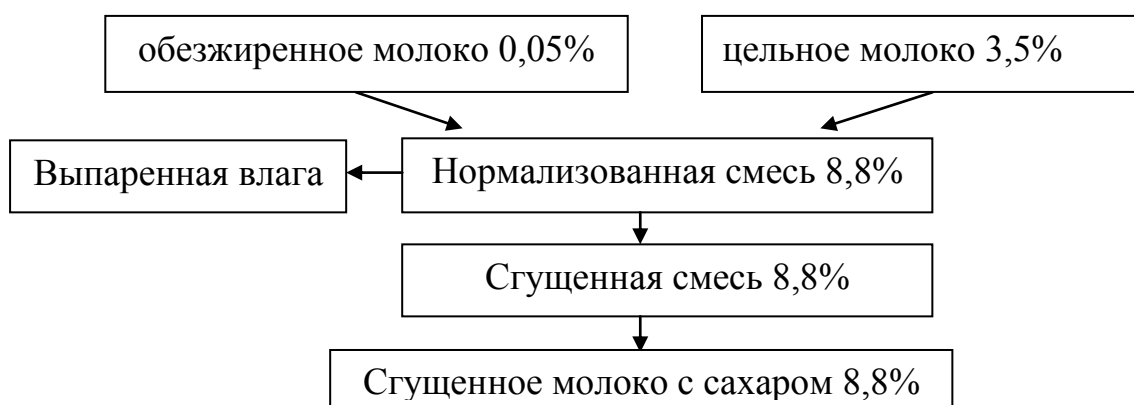 обезжиренное молоко 0,05%
цельное молоко 3,5%
Выпаренная влага
Нормализованная смесь 8,8%
Сгущенная смесь 8,8%
Сгущенное молоко с сахаром 8,8%